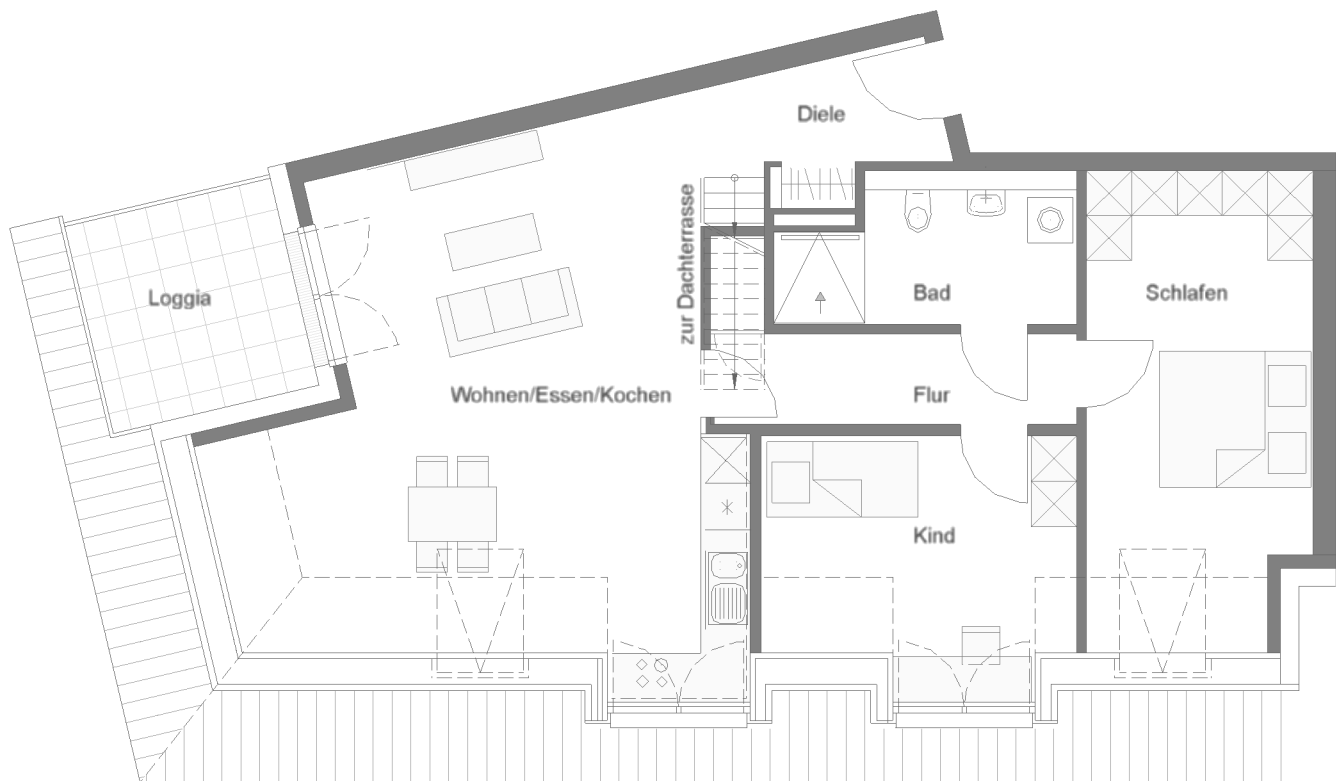 Diele
zur Dachterrasse
Loggia
Bad
Schlafen
Wohnen/Essen/Kochen
Flur
Kind